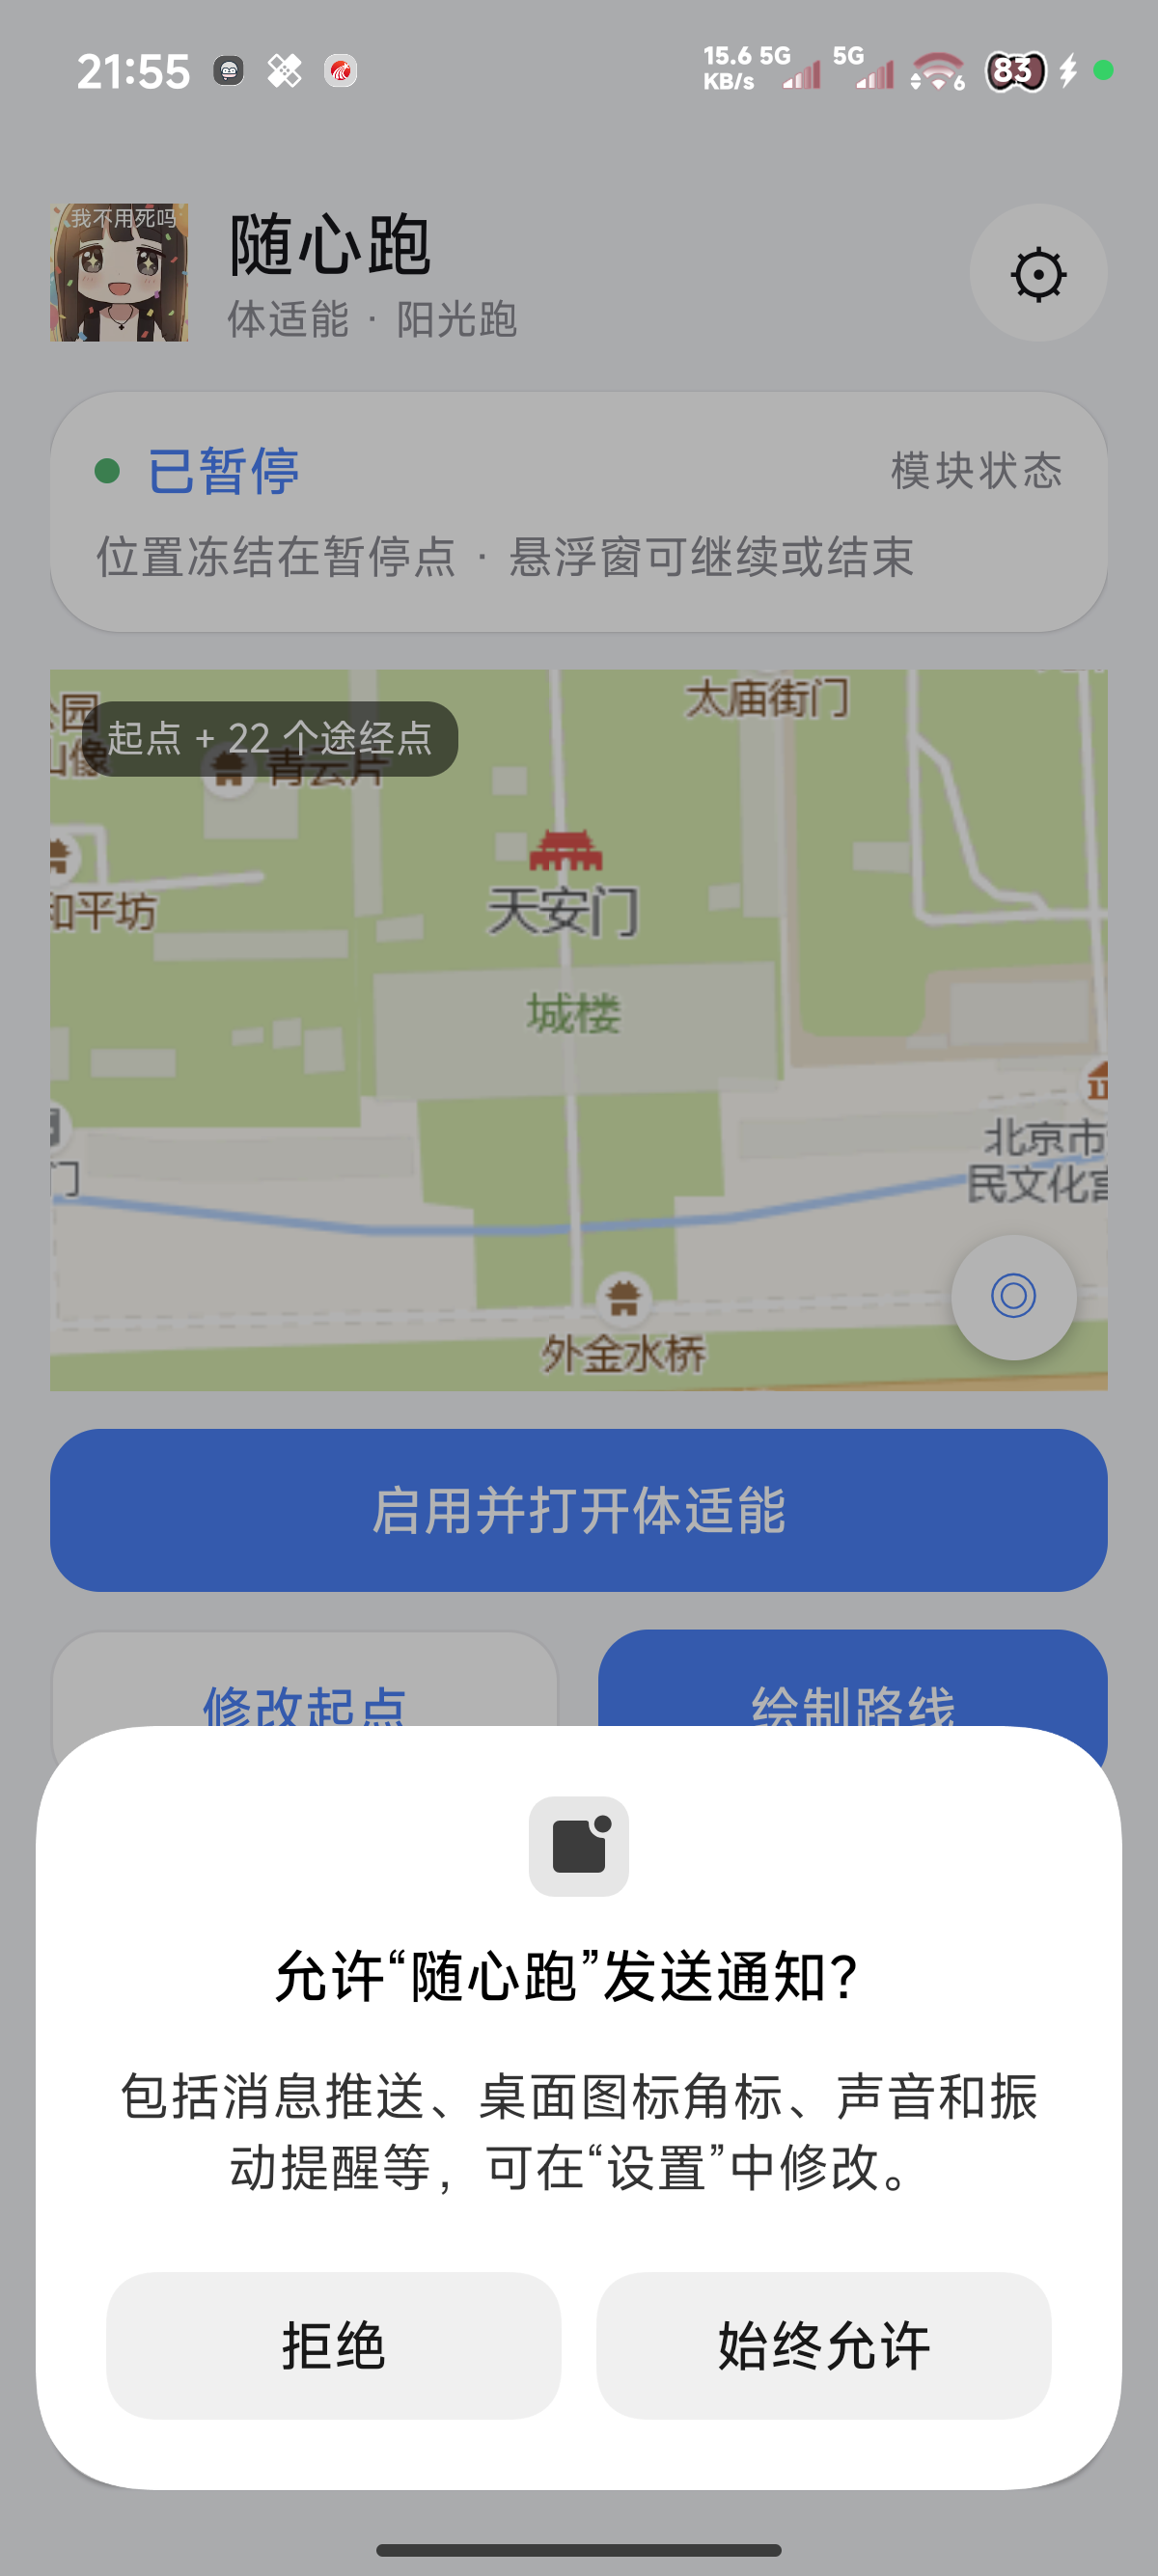 21:55
15.6 5G
KB/s
5G
6
83
我不用死吗
随心跑
体适能 · 阳光跑
已暂停
模块状态
位置冻结在暂停点 · 悬浮窗可继续或结束
太庙街门
公园
山像
起点 + 22 个途经点
青云片
天安门
和平坊
城楼
北京市
民文化宫
门
外金水桥
启用并打开体适能
修改起点
绘制路线
允许“随心跑”发送通知?
包括消息推送、桌面图标角标、声音和振
动提醒等，可在“设置”中修改。
拒绝
始终允许